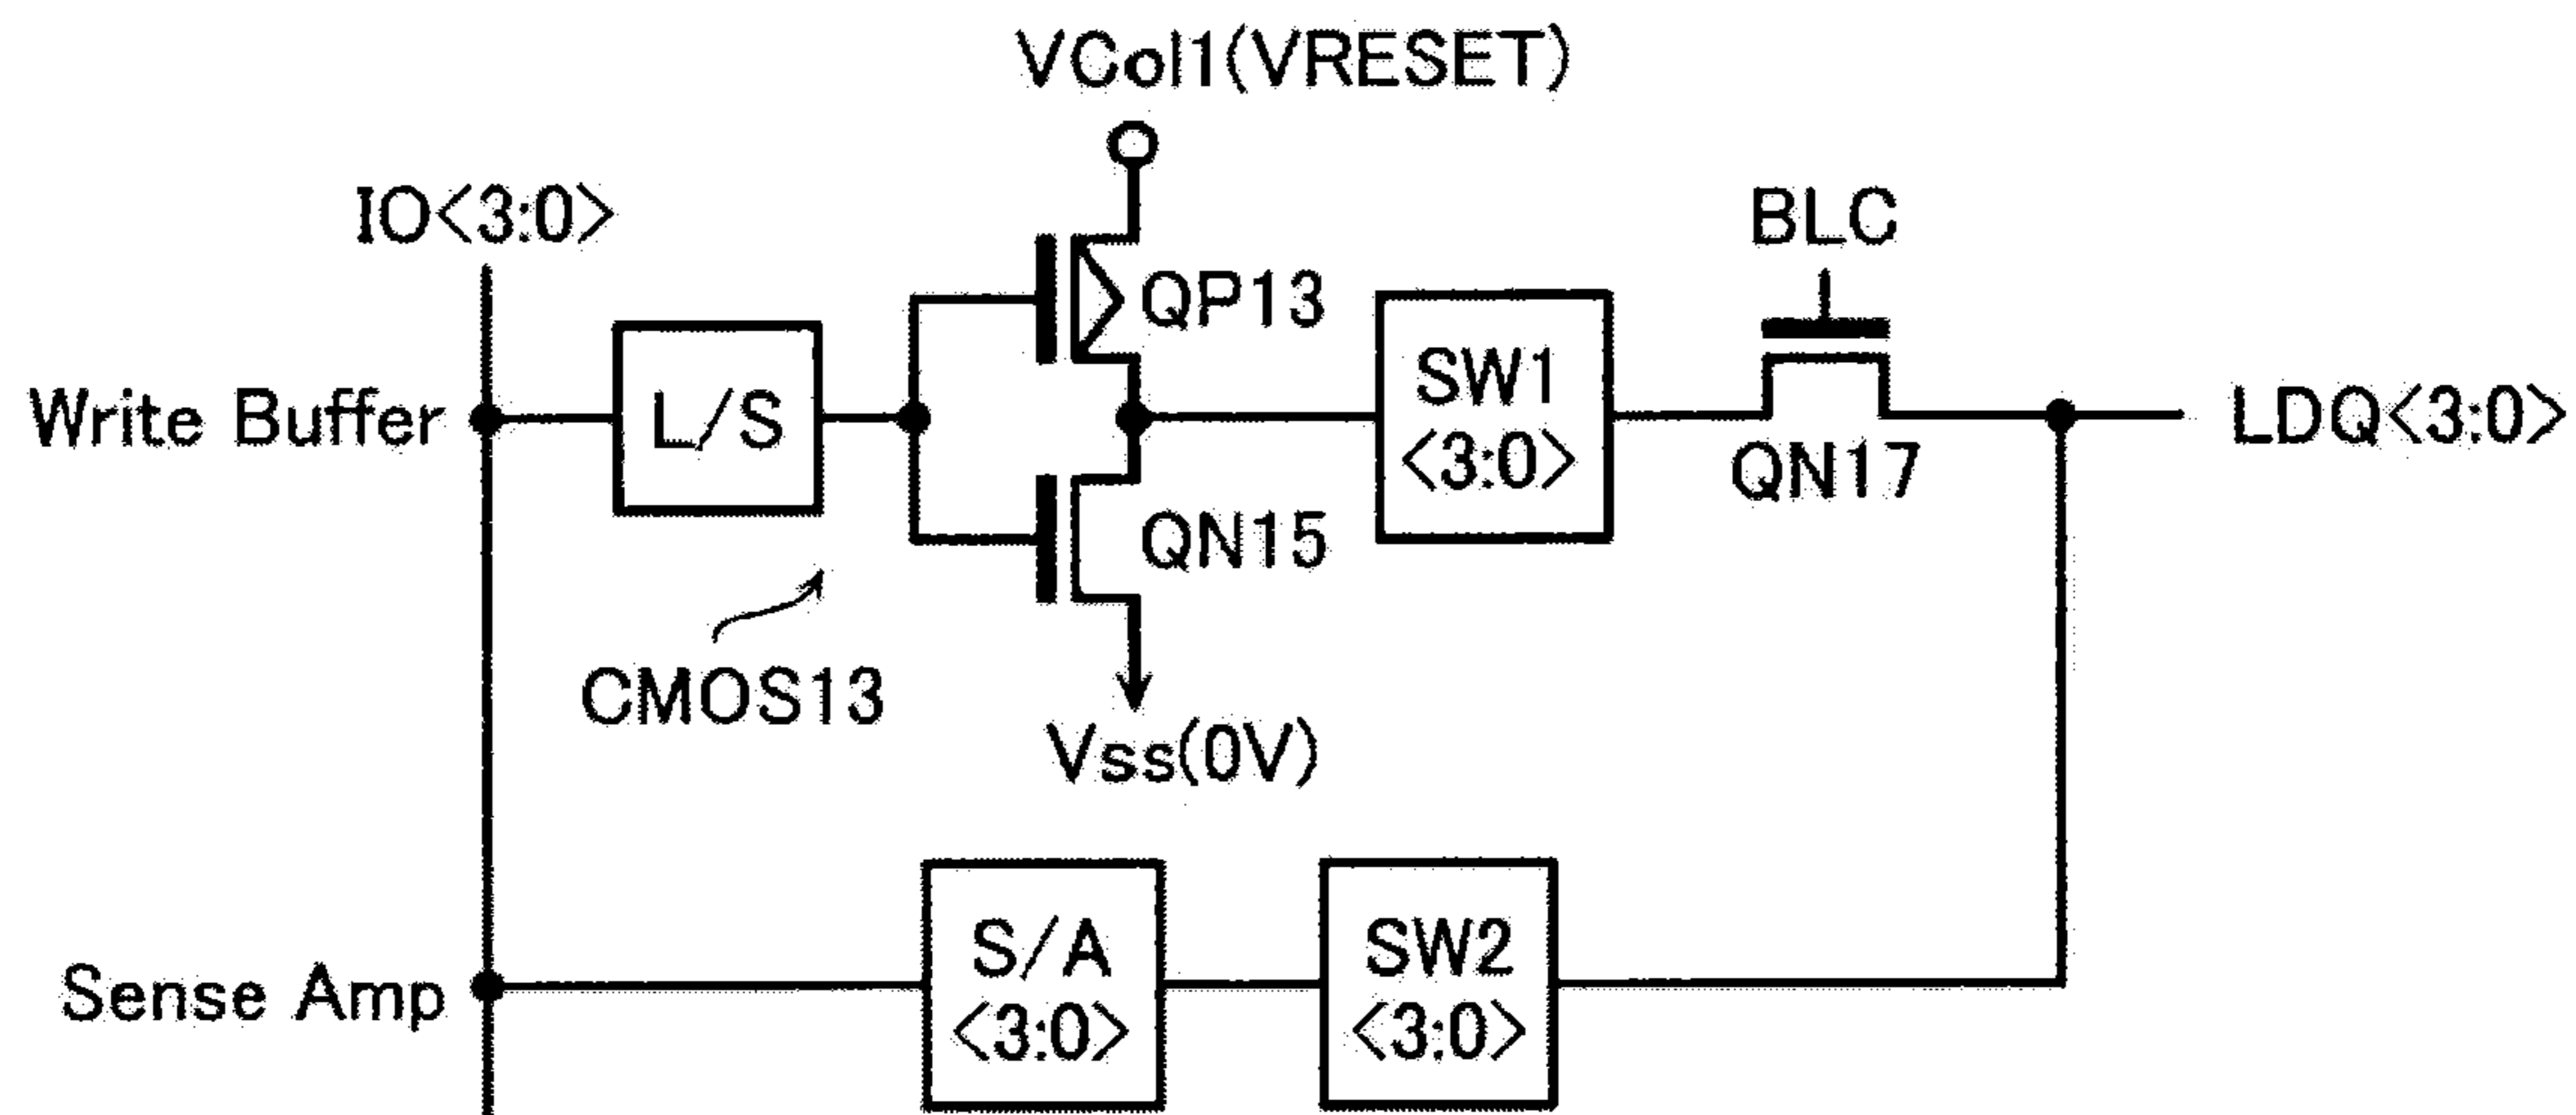 VCol1(VRESET)
IO<3:0>
BLC
QP13
Write Buffer
L/S
SW1
<3:0>
LDQ<3:0>
QN17
QN15
CMOS13
Vss(0V)
Sense Amp
S/A
<3:0>
SW2
<3:0>